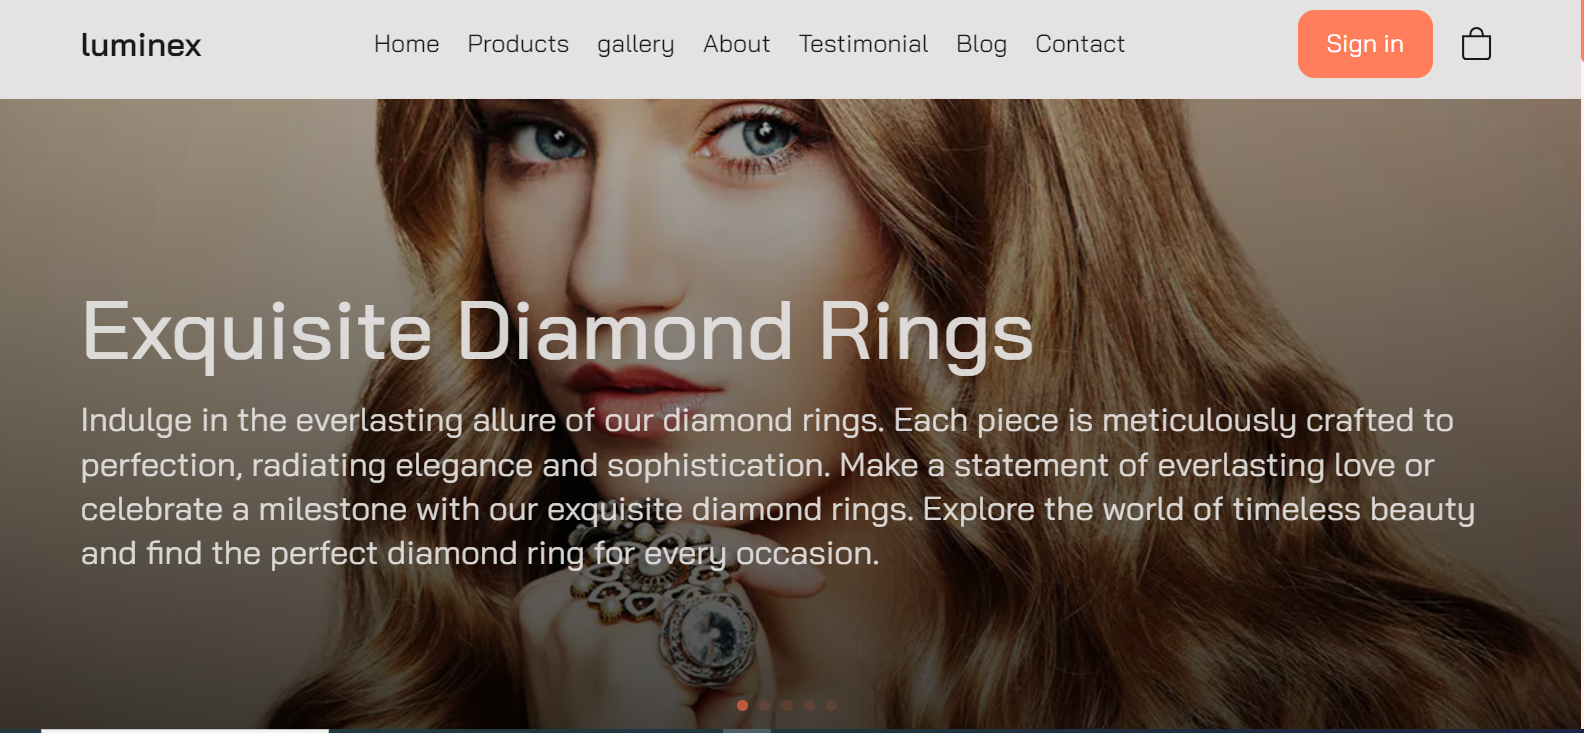 luminex
Home Products gallery About Testimonial Blog Contact
Sign in
Exquisite Diamond Rings
Indulge in the everlasting allure of our diamond rings. Each piece is meticulously crafted to
perfection, radiating elegance and sophistication. Make a statement of everlasting love or
celebrate a milestone with our exquisite diamond rings. Explore the world of timeless beauty
and find the perfect diamond ring for every occasion.